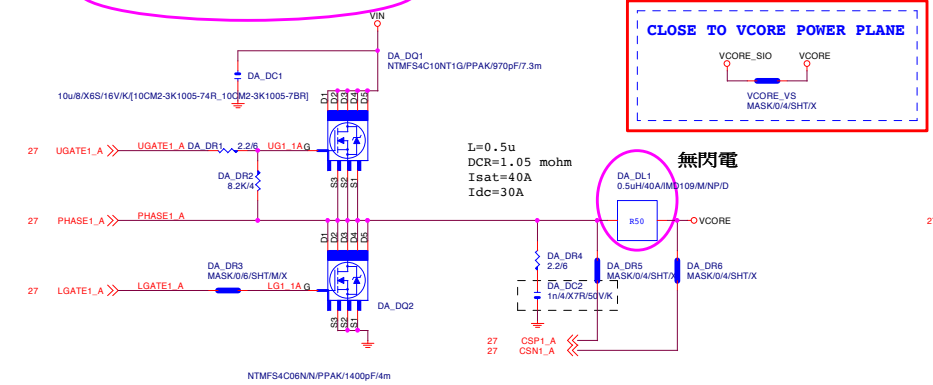 VIN
CLOSE TO VCORE POWER PLANE
VCORE_SIO
VCORE
VCORE_VS
MASK/0/4/SHT/X
DA_DQ1
NTMFS4C10NT1G/PPAK/970pF/7.3m
DA_DC1
10u/8/X6S/16V/K/[10CM2-3K1005-74R_10CM2-3K1005-7BR]
D1
D2
D3
D4
D5
27 UGATE1_A
UGATE1_A
DA_DR1
2.2/6
UG1_1A
G
S3
S2
S1
DA_DR2
8.2K/4
L=0.5u
DCR=1.05 mohm
Isat=40A
Idc=30A
無閃電
DA_DL1
0.5uH/40A/IMD109/M/NP/D
R50
VCORE
2
27 PHASE1_A
PHASE1_A
D1
D2
D3
D4
D5
DA_DR3
MASK/0/6/SHT/M/X
27 LGATE1_A
LGATE1_A
LG1_1A
G
S3
S2
S1
DA_DQ2
NTMFS4C06N/N/PPAK/1400pF/4m
DA_DR4
2.2/6
DA_DC2
1n/4/X7R/50V/K
DA_DR5
MASK/0/4/SHT/X
DA_DR6
MASK/0/4/SHT/X
27 CSP1_A
27 CSN1_A